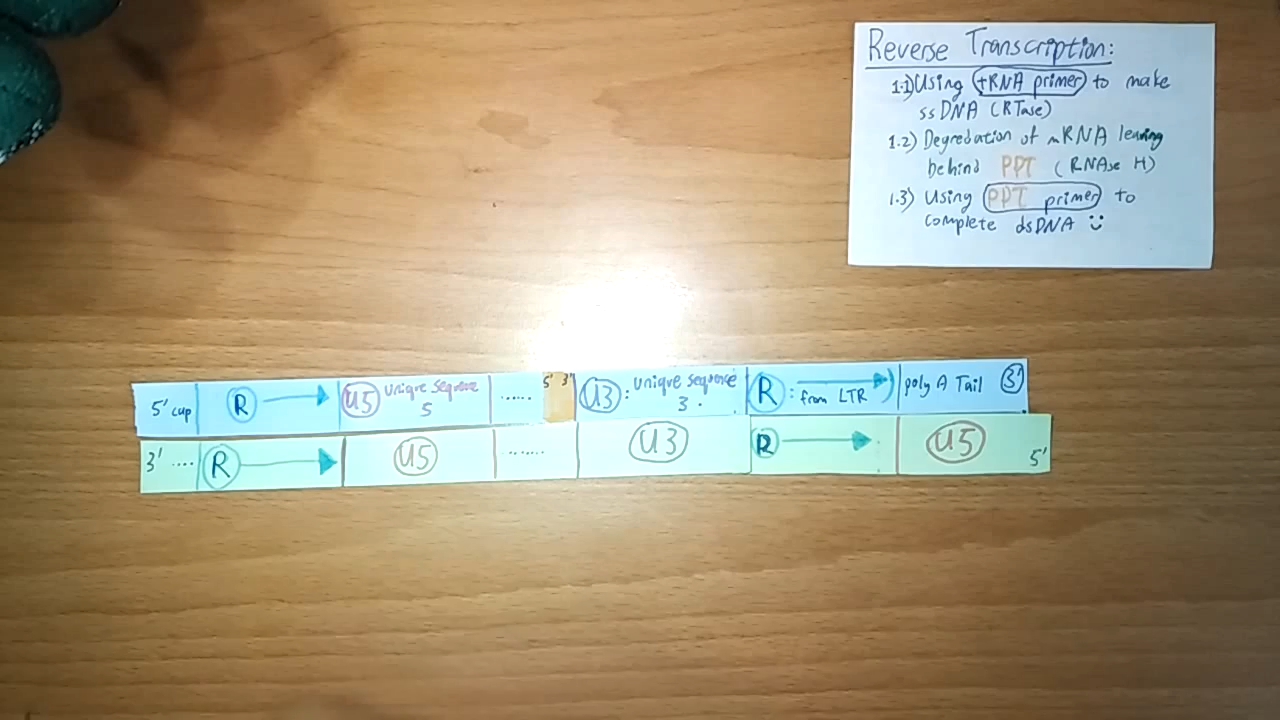 Reverse Transcription:
1.1) Using tRNA primer to make
ssDNA (RTase)
1.2) Degredation of mRNA leaving
behind PPT (RNAse H)
1.3) Using PPT primer to
complete dsDNA :)
5' cap R → U5 Unique Sequence 5 ...... 5' 3' U3: Unique Sequence 3. R: → from LTR) poly A Tail 3'
3' .... R → U5 ....... U3 R → U5 5'